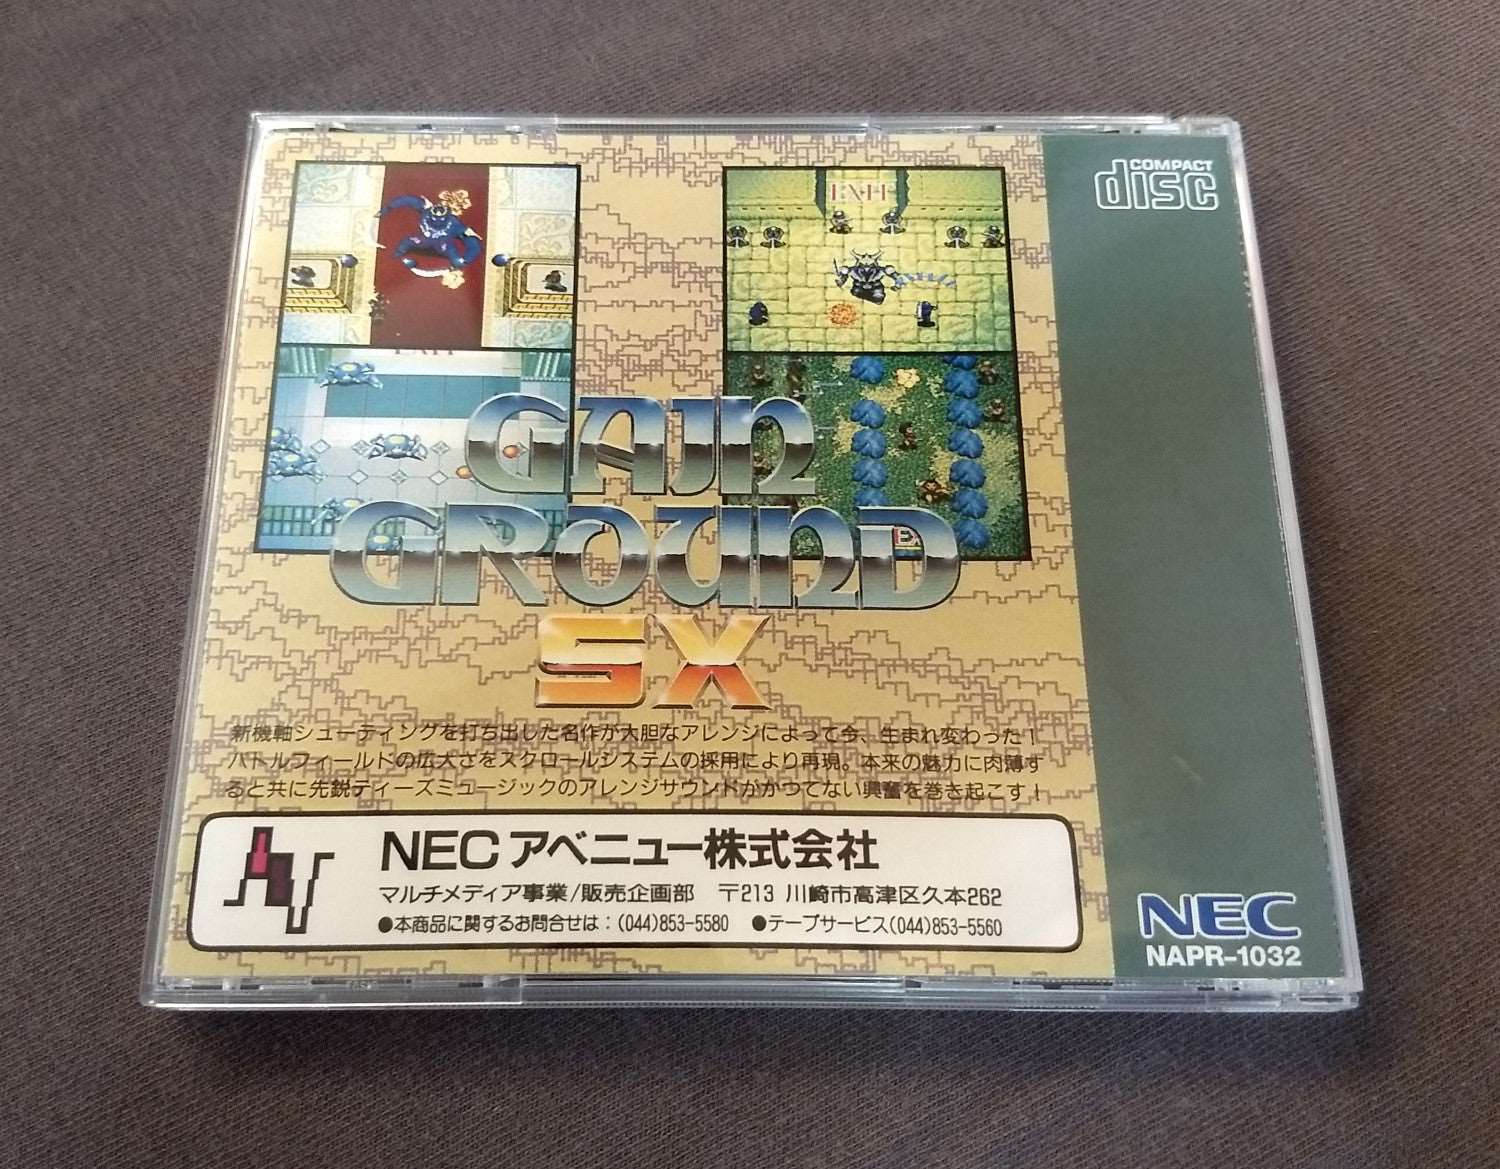 COMPACT
disc
EXIT
EXIT
GAIN
GROUND
EX
SX
新機軸シューティングを打ち出した名作が大胆なアレンジによって今、生まれ変わった！
バトルフィールドの広大さをスクロールシステムの採用により再現。本来の魅力に肉薄す
ると共に先鋭ティーズミュージックのアレンジサウンドがかつてない興奮を巻き起こす！
NECアベニュー株式会社
マルチメディア事業/販売企画部 〒213 川崎市高津区久本262
●本商品に関するお問合せは：(044)853-5580 ●テープサービス(044)853-5560
NEC
NAPR-1032